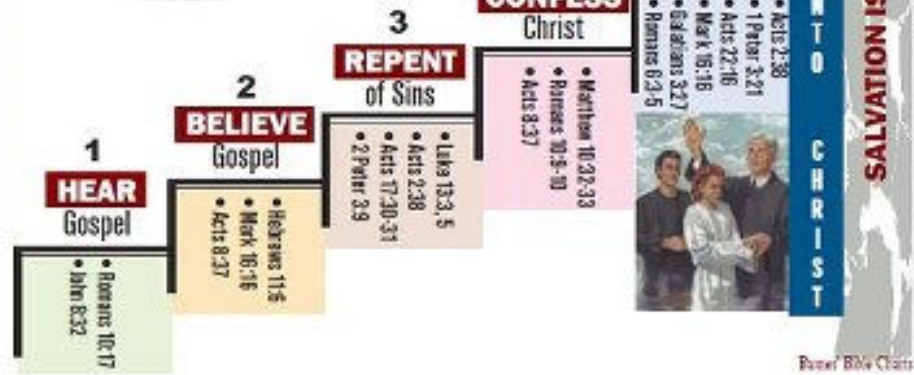 CONFESS
Christ
3
REPENT
of Sins
2
BELIEVE
Gospel
1
HEAR
Gospel
• Romans 10:17
• John 8:32
• Hebrews 11:6
• Mark 16:16
• Acts 8:37
• Luke 13:3, 5
• Acts 2:38
• Acts 17:30-31
• 2 Peter 3:9
• Matthew 10:32-33
• Romans 10:9-10
• Acts 8:37
• Acts 2:38
• 1 Peter 3:21
• Acts 22:16
• Mark 16:16
• Galatians 3:27
• Romans 6:3-5
NTO CHRIST
SALVATION IS
Barnes' Bible Charts